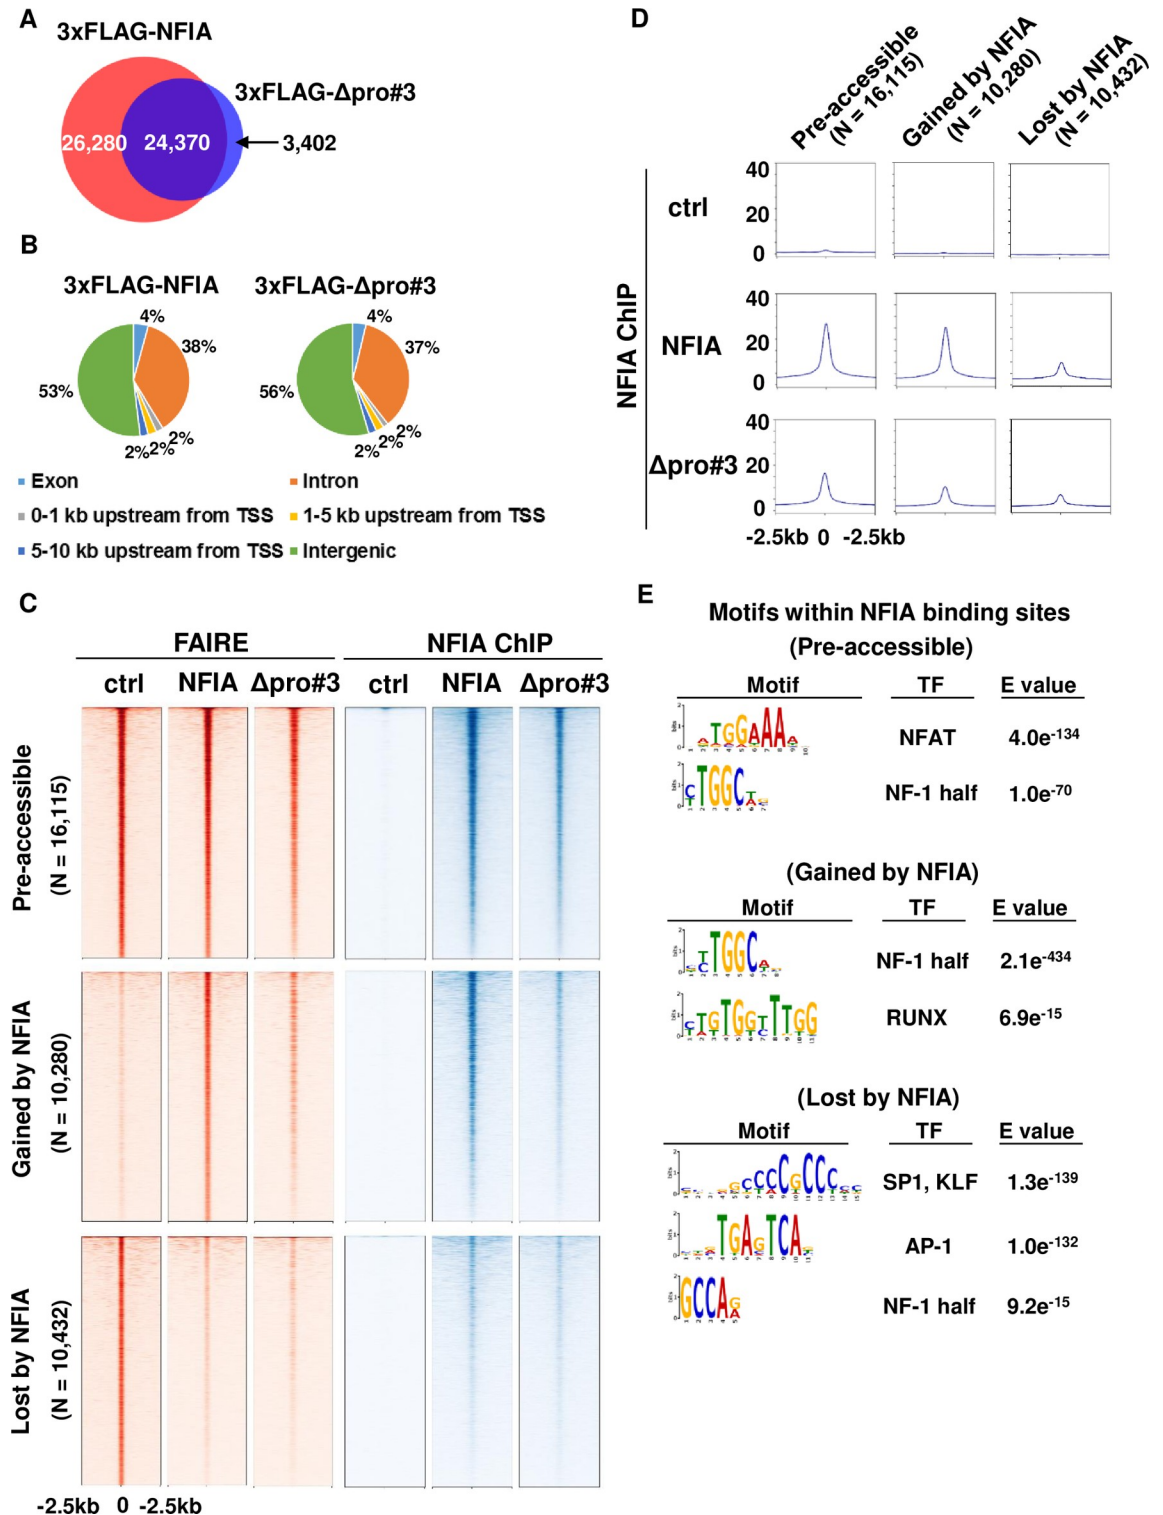 A
3xFLAG-NFIA
3xFLAG-Δpro#3
26,280
24,370
3,402
B
3xFLAG-NFIA
3xFLAG-Δpro#3
4%
38%
53%
2%
2%
2%
4%
37%
56%
2%
2%
2%
Exon
Intron
0-1 kb upstream from TSS
1-5 kb upstream from TSS
5-10 kb upstream from TSS
Intergenic
C
FAIRE
NFIA ChIP
ctrl
NFIA
Δpro#3
ctrl
NFIA
Δpro#3
Pre-accessible
(N = 16,115)
Gained by NFIA
(N = 10,280)
Lost by NFIA
(N = 10,432)
-2.5kb 0 -2.5kb
D
Pre-accessible
(N = 16,115)
Gained by NFIA
(N = 10,280)
Lost by NFIA
(N = 10,432)
NFIA ChIP
ctrl
40
20
0
NFIA
40
20
0
Δpro#3
40
20
0
-2.5kb 0 -2.5kb
E
Motifs within NFIA binding sites
(Pre-accessible)
Motif TF E value
NFAT 4.0e-134
NF-1 half 1.0e-70
(Gained by NFIA)
Motif TF E value
NF-1 half 2.1e-434
RUNX 6.9e-15
(Lost by NFIA)
Motif TF E value
SP1, KLF 1.3e-139
AP-1 1.0e-132
NF-1 half 9.2e-15